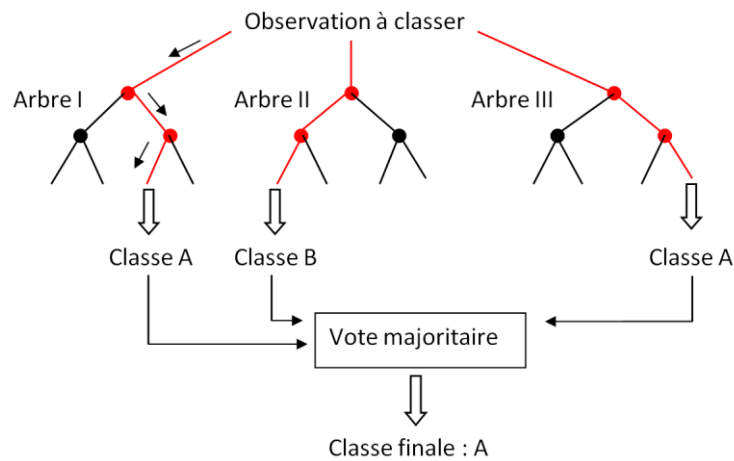 Observation à classer
Arbre I
Arbre II
Arbre III
Classe A
Classe B
Classe A
Vote majoritaire
Classe finale : A